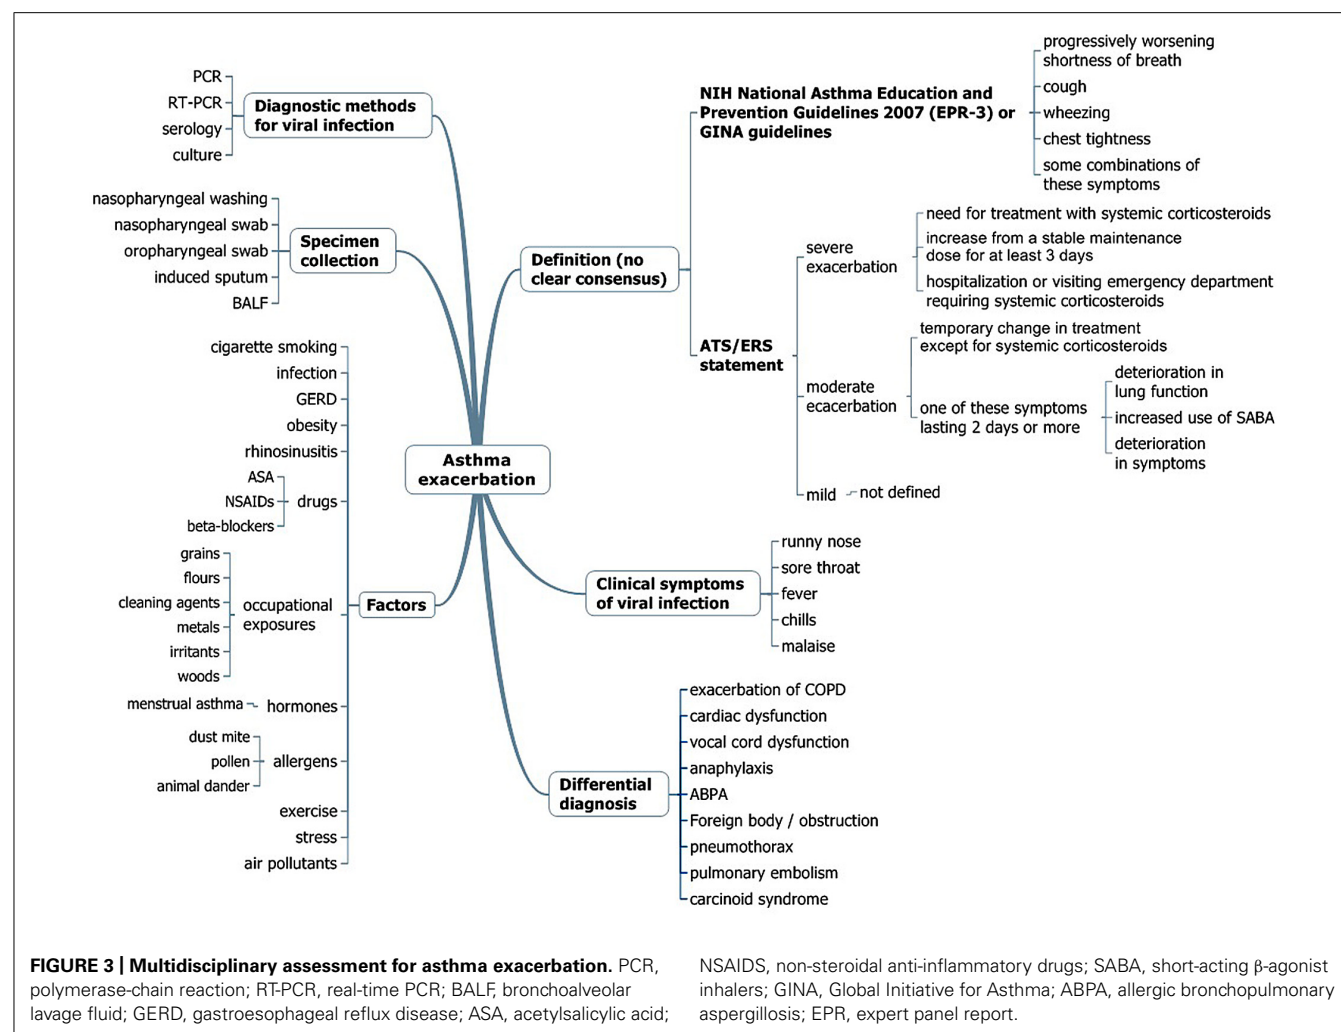 PCR
RT-PCR
serology
culture
Diagnostic methods
for viral infection
nasopharyngeal washing
nasopharyngeal swab
oropharyngeal swab
induced sputum
BALF
Specimen
collection
cigarette smoking
infection
GERD
obesity
rhinosinusitis
ASA
NSAIDs
beta-blockers
drugs
grains
flours
cleaning agents
metals
irritants
woods
occupational
exposures
menstrual asthma
hormones
dust mite
pollen
animal dander
allergens
exercise
stress
air pollutants
Factors
Asthma
exacerbation
Definition (no
clear consensus)
NIH National Asthma Education and
Prevention Guidelines 2007 (EPR-3) or
GINA guidelines
progressively worsening
shortness of breath
cough
wheezing
chest tightness
some combinations of
these symptoms
ATS/ERS
statement
severe
exacerbation
need for treatment with systemic corticosteroids
increase from a stable maintenance
dose for at least 3 days
hospitalization or visiting emergency department
requiring systemic corticosteroids
moderate
ecacerbation
temporary change in treatment
except for systemic corticosteroids
one of these symptoms
lasting 2 days or more
deterioration in
lung function
increased use of SABA
deterioration
in symptoms
mild
not defined
Clinical symptoms
of viral infection
runny nose
sore throat
fever
chills
malaise
Differential
diagnosis
exacerbation of COPD
cardiac dysfunction
vocal cord dysfunction
anaphylaxis
ABPA
Foreign body / obstruction
pneumothorax
pulmonary embolism
carcinoid syndrome
FIGURE 3 | Multidisciplinary assessment for asthma exacerbation. PCR,
polymerase-chain reaction; RT-PCR, real-time PCR; BALF, bronchoalveolar
lavage fluid; GERD, gastroesophageal reflux disease; ASA, acetylsalicylic acid;
NSAIDS, non-steroidal anti-inflammatory drugs; SABA, short-acting β-agonist
inhalers; GINA, Global Initiative for Asthma; ABPA, allergic bronchopulmonary
aspergillosis; EPR, expert panel report.